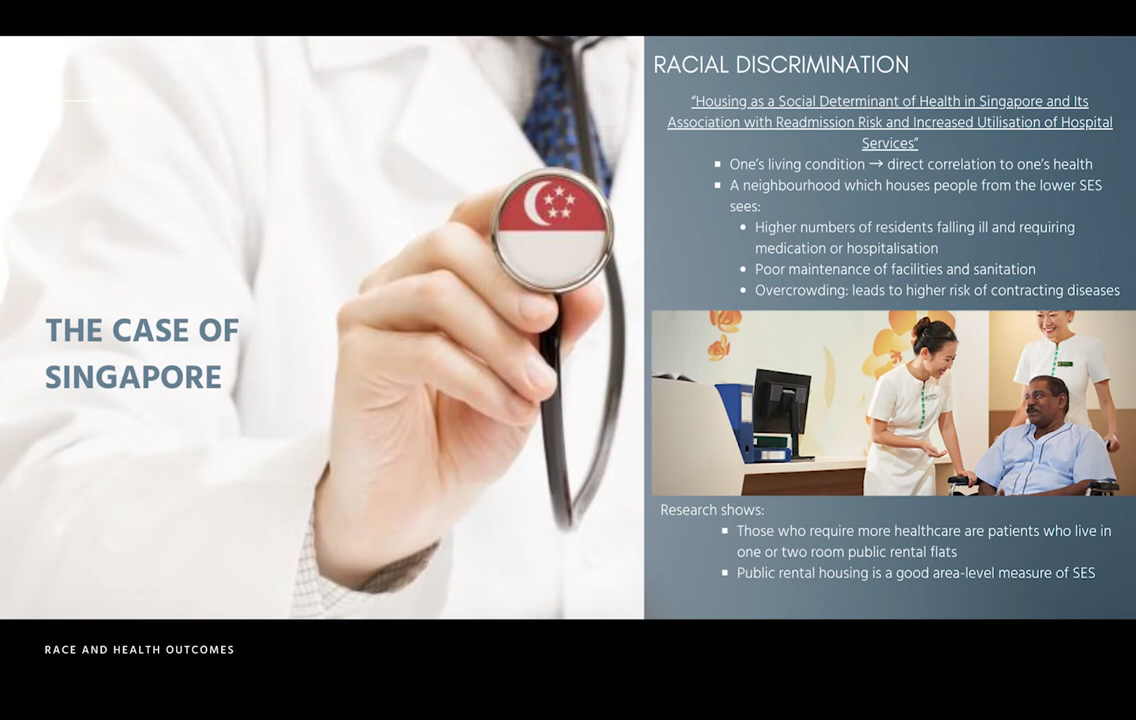 THE CASE OF
SINGAPORE
RACIAL DISCRIMINATION
“Housing as a Social Determinant of Health in Singapore and Its
Association with Readmission Risk and Increased Utilisation of Hospital
Services”
▪ One’s living condition → direct correlation to one’s health
▪ A neighbourhood which houses people from the lower SES
sees:
• Higher numbers of residents falling ill and requiring
medication or hospitalisation
• Poor maintenance of facilities and sanitation
• Overcrowding: leads to higher risk of contracting diseases
Research shows:
▪ Those who require more healthcare are patients who live in
one or two room public rental flats
▪ Public rental housing is a good area-level measure of SES
RACE AND HEALTH OUTCOMES